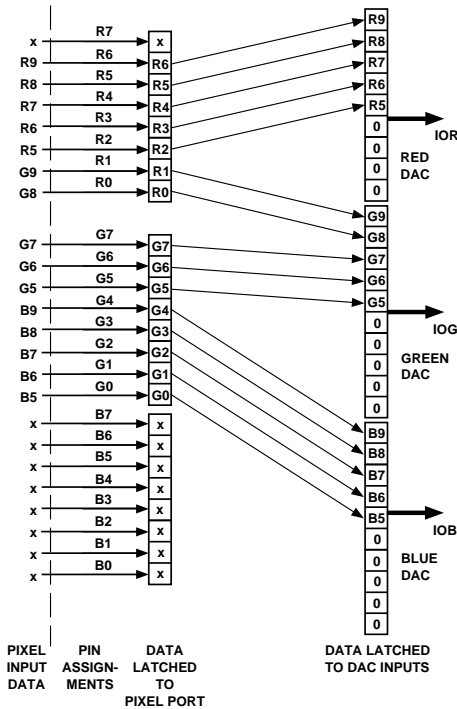 x R7 x
R9 R6 R6
R8 R5 R5
R7 R4 R4
R6 R3 R3
R5 R2 R2
G9 R1 R1
G8 R0 R0
G7 G7 G7
G6 G6 G6
G5 G5 G5
B9 G4 G4
B8 G3 G3
B7 G2 G2
B6 G1 G1
B5 G0 G0
x B7 x
x B6 x
x B5 x
x B4 x
x B3 x
x B2 x
x B1 x
x B0 x
R9
R8
R7
R6
R5
0
0
0
0
IOR
RED
DAC
G9
G8
G7
G6
G5
0
0
0
0
0
IOG
GREEN
DAC
B9
B8
B7
B6
B5
0
0
0
0
0
IOB
BLUE
DAC
PIXEL
INPUT
DATA
PIN
ASSIGN-
MENTS
DATA
LATCHED
TO
PIXEL PORT
DATA LATCHED
TO DAC INPUTS